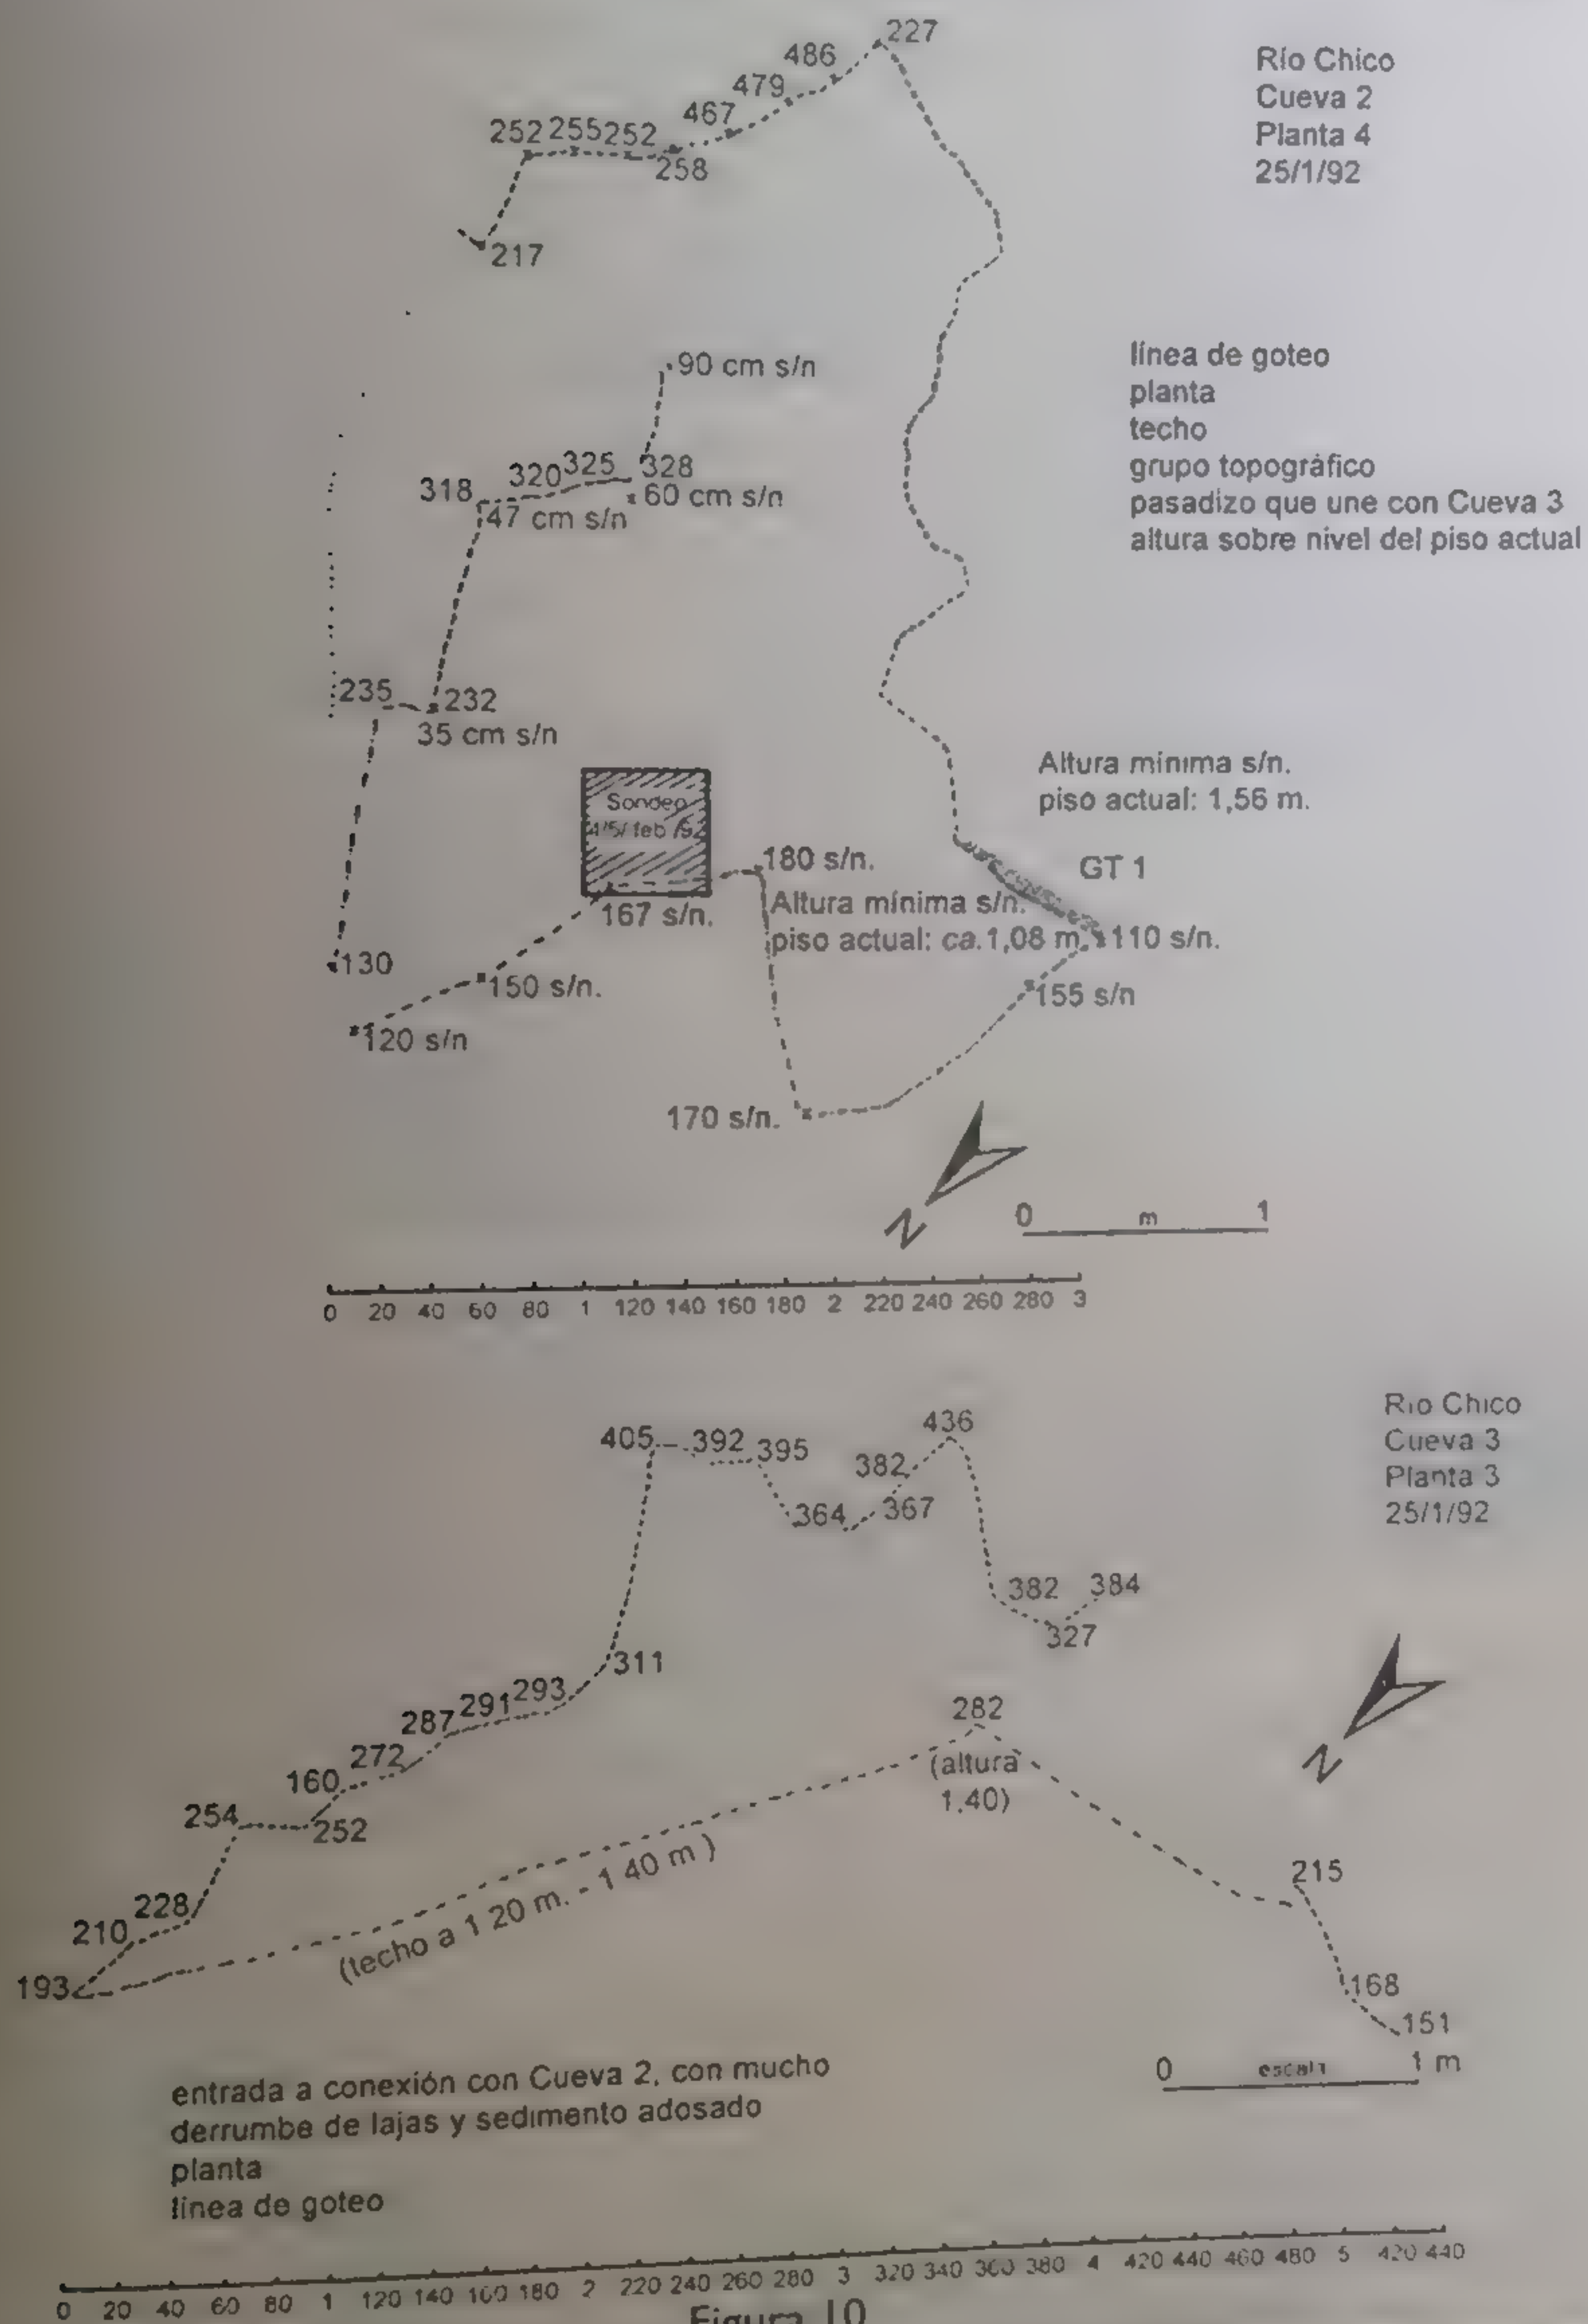 227
486
479
467
252 255 252
258
217
Río Chico
Cueva 2
Planta 4
25/1/92
90 cm s/n
318
320
325
328
60 cm s/n
47 cm s/n
línea de goteo
planta
techo
grupo topográfico
pasadizo que une con Cueva 3
altura sobre nivel del piso actual
235
232
35 cm s/n
Sondeo
4/5/ feb /92
Altura mínima s/n.
piso actual: 1,56 m.
GT 1
180 s/n.
167 s/n.
Altura mínima s/n.
piso actual: ca.1,08 m.
110 s/n.
130
150 s/n.
155 s/n
120 s/n
170 s/n.
N
0 m 1
0 20 40 60 80 1 120 140 160 180 2 220 240 260 280 3
Río Chico
Cueva 3
Planta 3
25/1/92
405
392
395
382
436
364
367
382
384
327
311
293
291
287
272
160
254
252
228
210
193
282
(altura
1.40)
(techo a 1 20 m. - 1 40 m )
N
215
168
151
0 escala 1 m
entrada a conexión con Cueva 2, con mucho
derrumbe de lajas y sedimento adosado
planta
línea de goteo
0 20 40 60 80 1 120 140 160 180 2 220 240 260 280 3 320 340 360 380 4 420 440 460 480 5 420 440
Figura 10